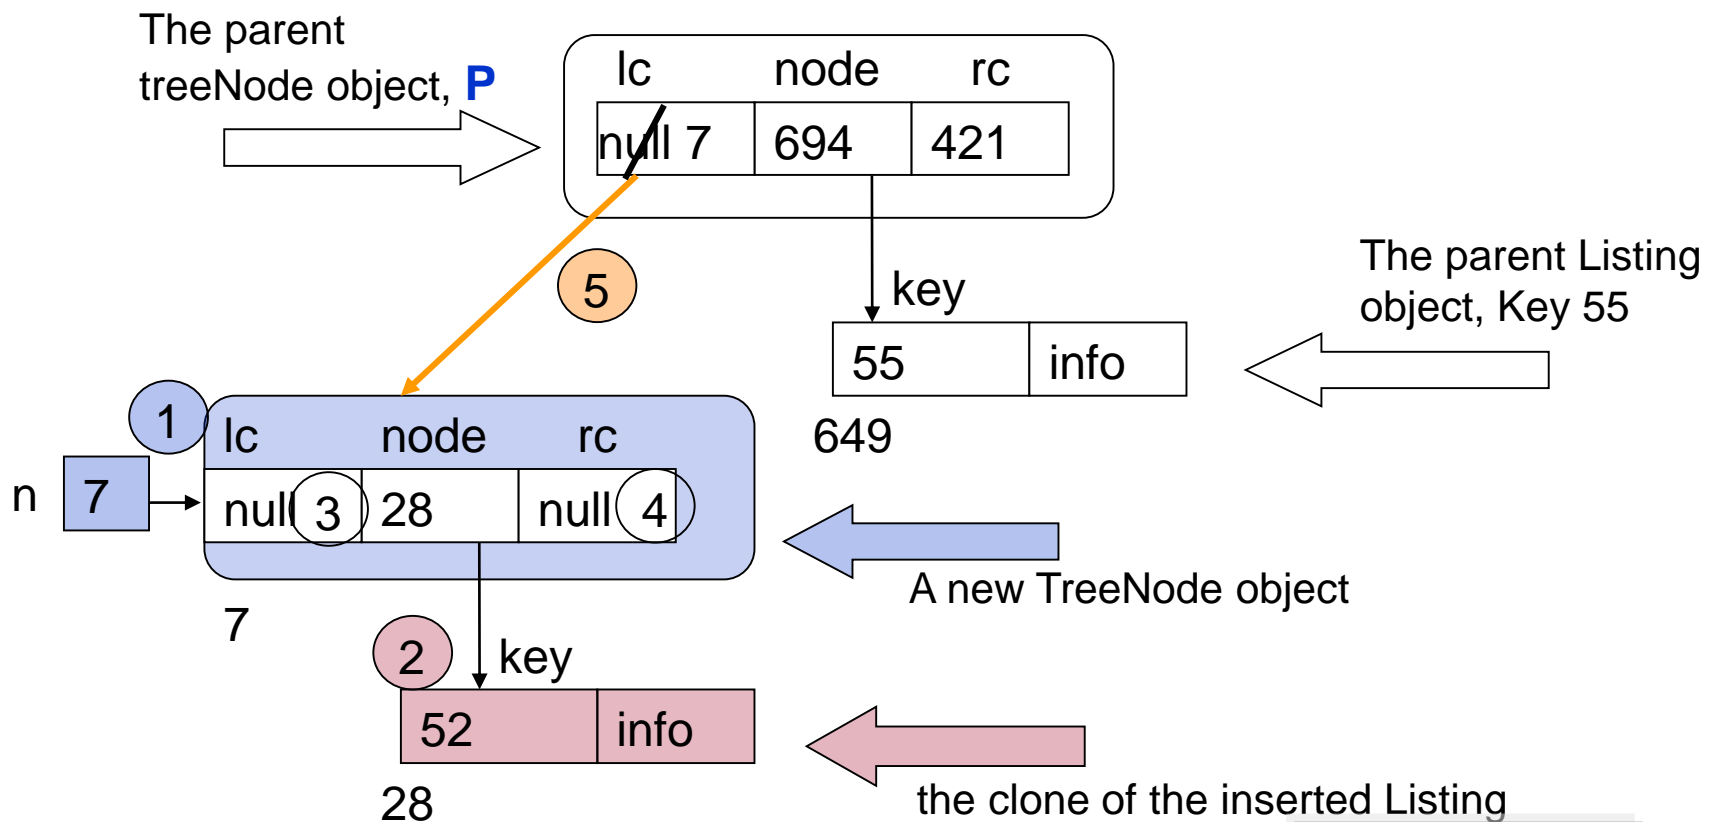 The parent
treeNode object, P
lc node rc
null 7 694 421
5
key
The parent Listing
object, Key 55
55 info
649
1
lc node rc
n 7
null 3 28 null 4
7
A new TreeNode object
2 key
52 info
28
the clone of the inserted Listing